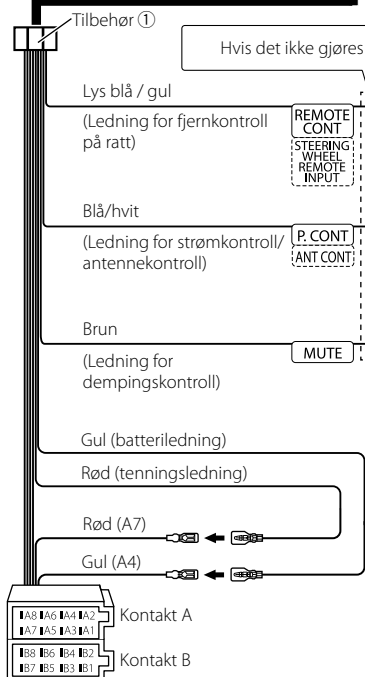 Tilbehør ①
Hvis det ikke gjøres
Lys blå / gul
(Ledning for fjernkontroll
på ratt)
REMOTE
CONT
STEERING
WHEEL
REMOTE
INPUT
Blå/hvit
(Ledning for strømkontroll/
antennekontroll)
P. CONT
ANT CONT
Brun
(Ledning for
dempingskontroll)
MUTE
Gul (batteriledning)
Rød (tenningsledning)
Rød (A7)
Gul (A4)
A8 A6 A4 A2
A7 A5 A3 A1
Kontakt A
B8 B6 B4 B2
B7 B5 B3 B1
Kontakt B